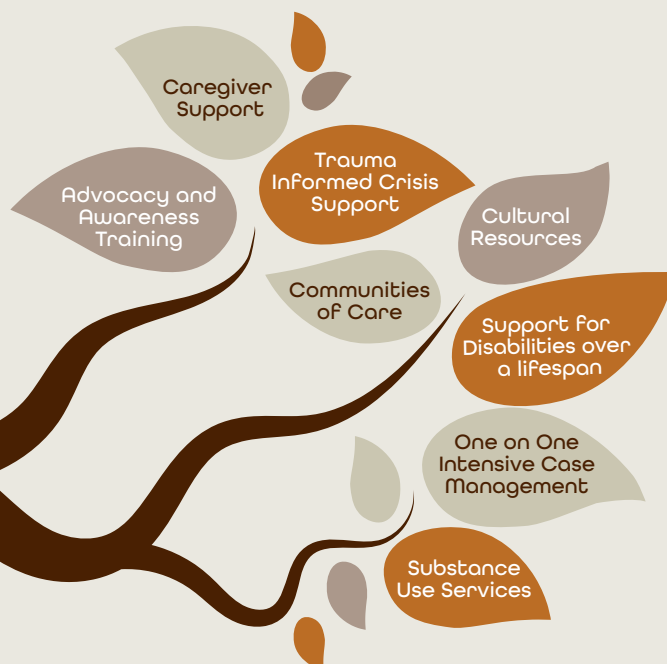 Caregiver
Support
Trauma
Informed Crisis
Support
Advocacy and
Awareness
Training
Cultural
Resources
Communities
of Care
Support for
Disabilities over
a lifespan
One on One
Intensive Case
Management
Substance
Use Services